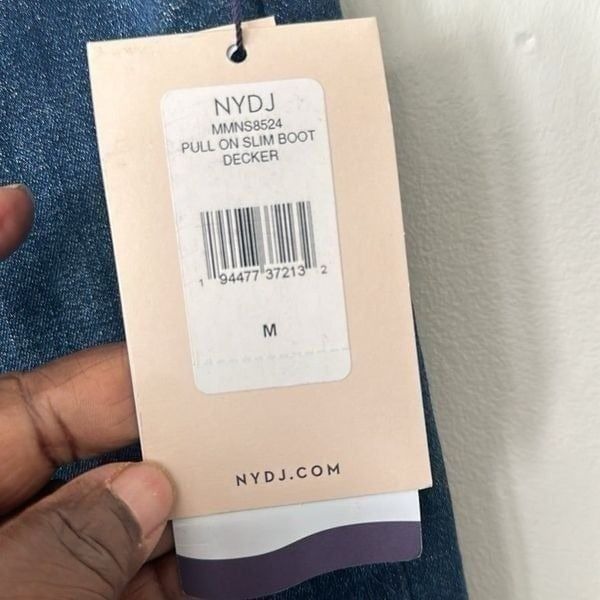 NYDJ
MMNS8524
PULL ON SLIM BOOT
DECKER
1 94477 37213 2
M
NYDJ.COM